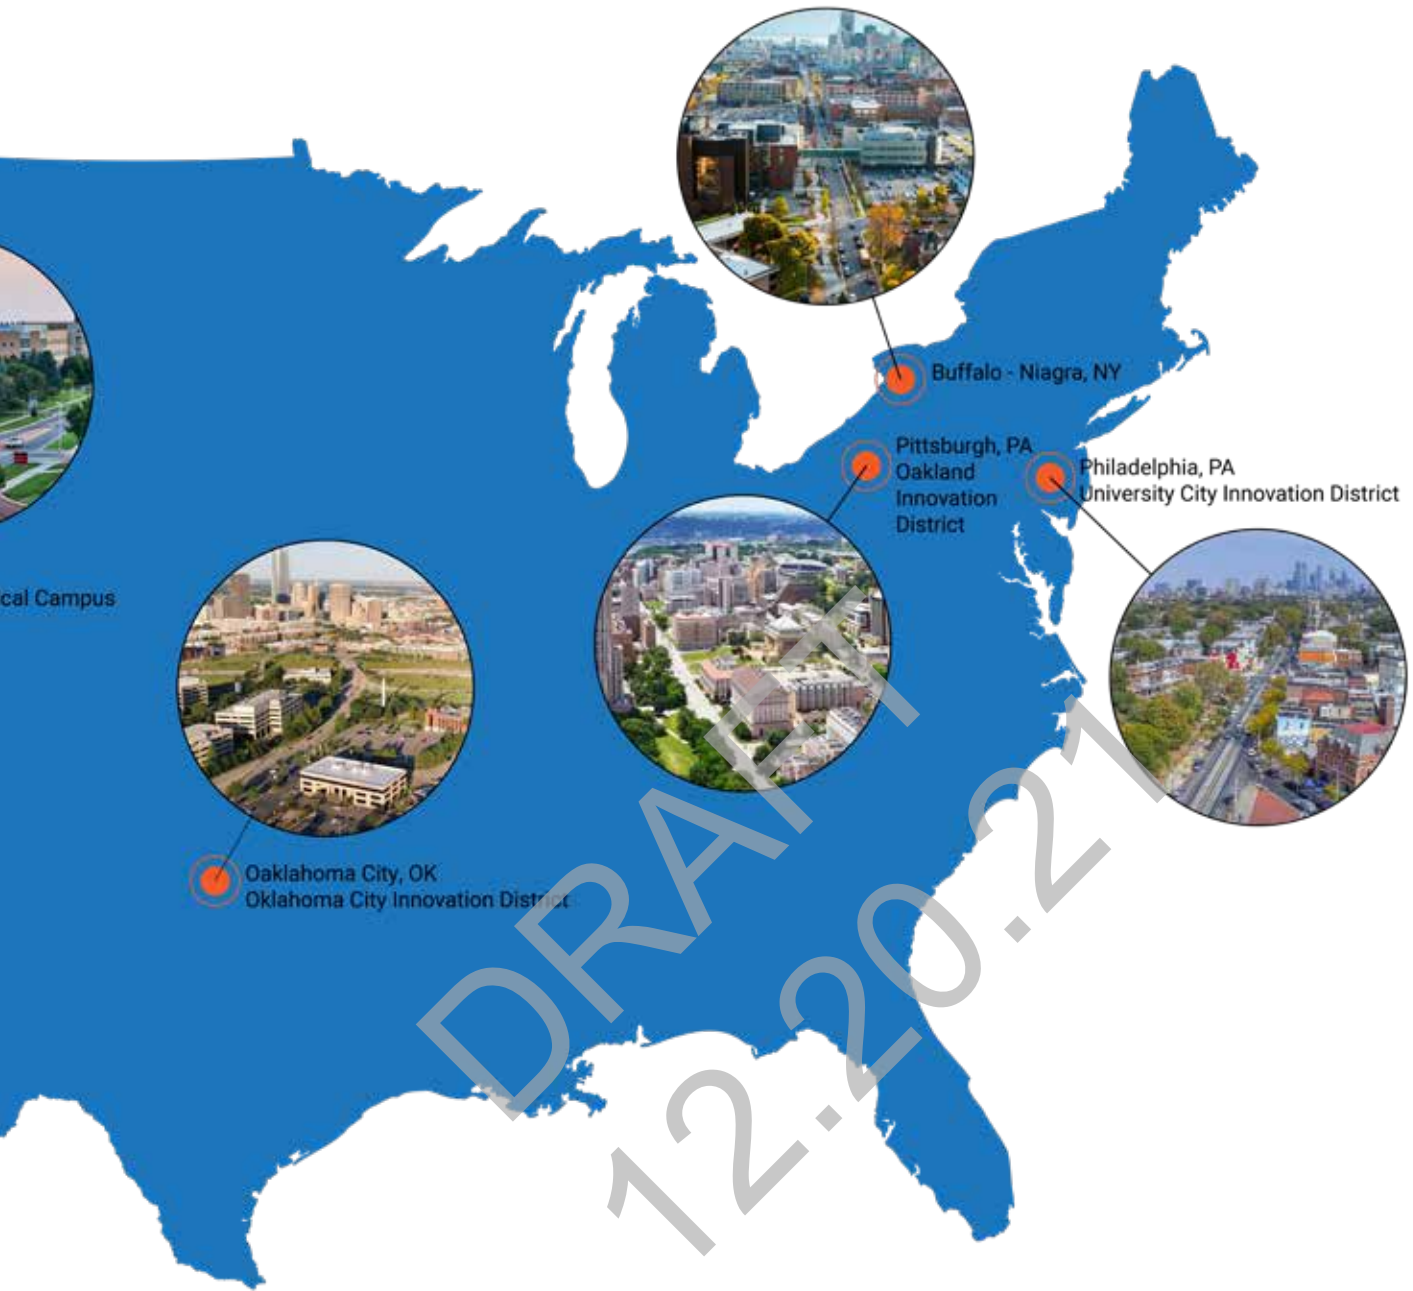 Buffalo - Niagra, NY
Pittsburgh, PA
Oakland
Innovation
District
Philadelphia, PA
University City Innovation District
cal Campus
Oaklahoma City, OK
Oklahoma City Innovation District
DRAFT
12.20.21